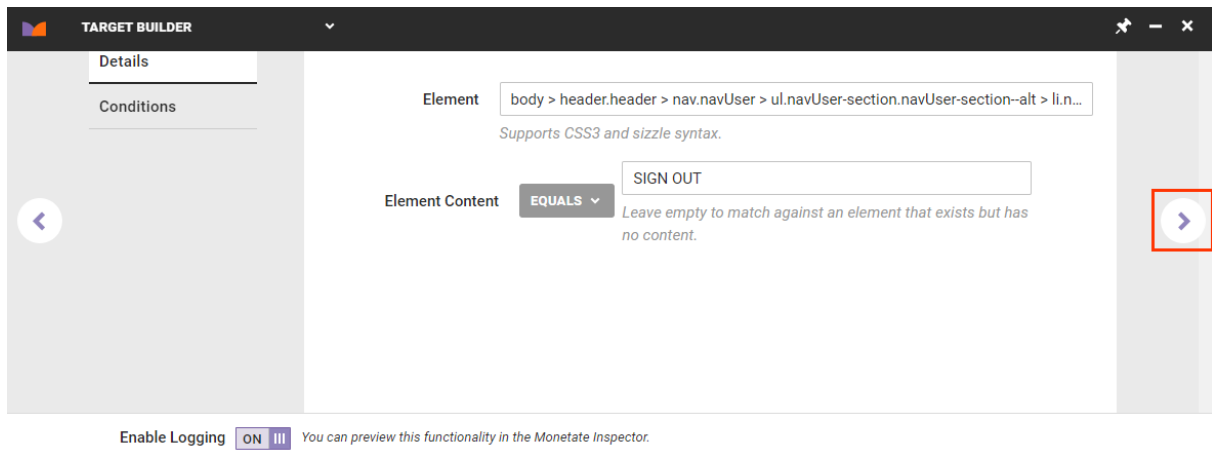 TARGET BUILDER
Details
Conditions
Element
body > header.header > nav.navUser > ul.navUser-section.navUser-section--alt > li.n...
Supports CSS3 and sizzle syntax.
Element Content
EQUALS
SIGN OUT
Leave empty to match against an element that exists but has
no content.
Enable Logging
ON
You can preview this functionality in the Monetate Inspector.